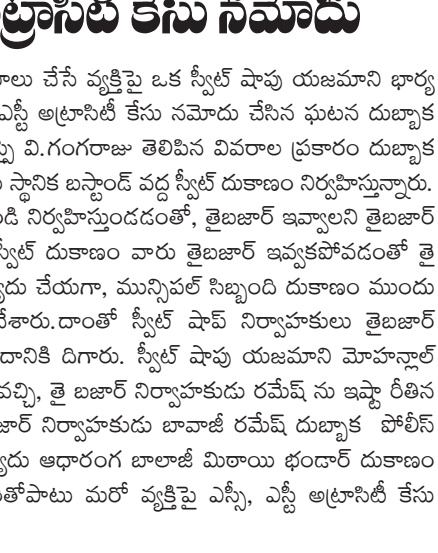 కేసు నమోదు
చేసే వ్యక్తిపై ఒక స్వీట్ షాపు యజమాని భార్య
ఎస్టీ అట్రాసిటీ కేసు నమోదు చేసిన ఘటన దుబ్బాక
వి.గంగరాజు తెలిపిన వివరాల ప్రకారం దుబ్బాక
స్థానిక బస్టాండ్ వద్ద స్వీట్ దుకాణం నిర్వహిస్తున్నారు.
నిర్వహిస్తుండడంతో, తైబజార్ ఇవ్వాలని తైబజార్
స్వీట్ దుకాణం వారు తైబజార్ ఇవ్వకపోవడంతో తై
చేయగా, మున్సిపల్ సిబ్బంది దుకాణం ముందు
దాంతో స్వీట్ షాప్ నిర్వాహకులు తైబజార్
దిగారు. స్వీట్ షాపు యజమాని మోహన్లాల్
వచ్చి, తై బజార్ నిర్వాహకుడు రమేష్ ను ఇష్టా రీతిన
నిర్వాహకుడు బావాజీ రమేష్ దుబ్బాక పోలీస్
ఆధారంగ బాలాజీ మిఠాయి భండార్ దుకాణం
మరో వ్యక్తిపై ఎస్సీ, ఎస్టీ అట్రాసిటీ కేసు